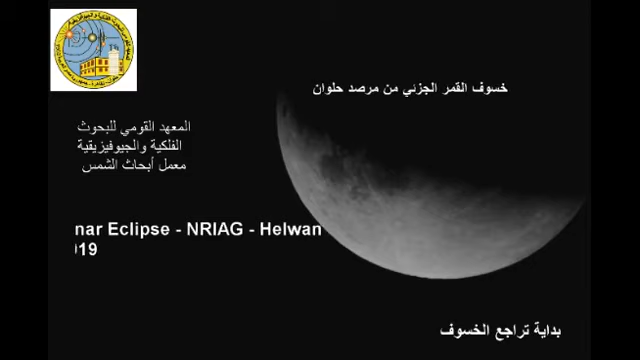 خسوف القمر الجزئي من مرصد حلوان
المعهد القومي للبحوث
الفلكية والجيوفيزيقية
معمل أبحاث الشمس
nar Eclipse - NRIAG - Helwan
19
بداية تراجع الخسوف